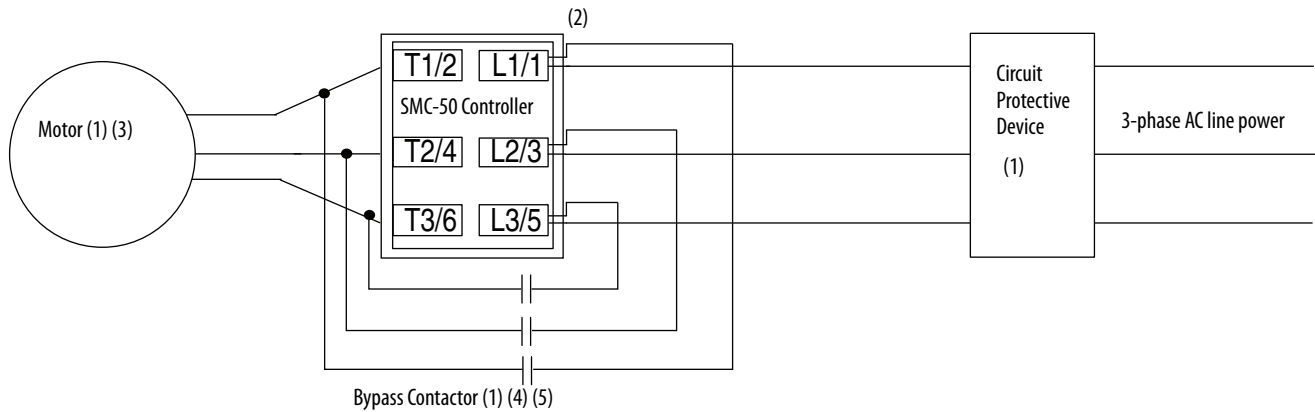 (2)
T1/2 L1/1
SMC-50 Controller
T2/4 L2/3
T3/6 L3/5
Motor (1) (3)
Circuit
Protective
Device
(1)
3-phase AC line power
Bypass Contactor (1) (4) (5)